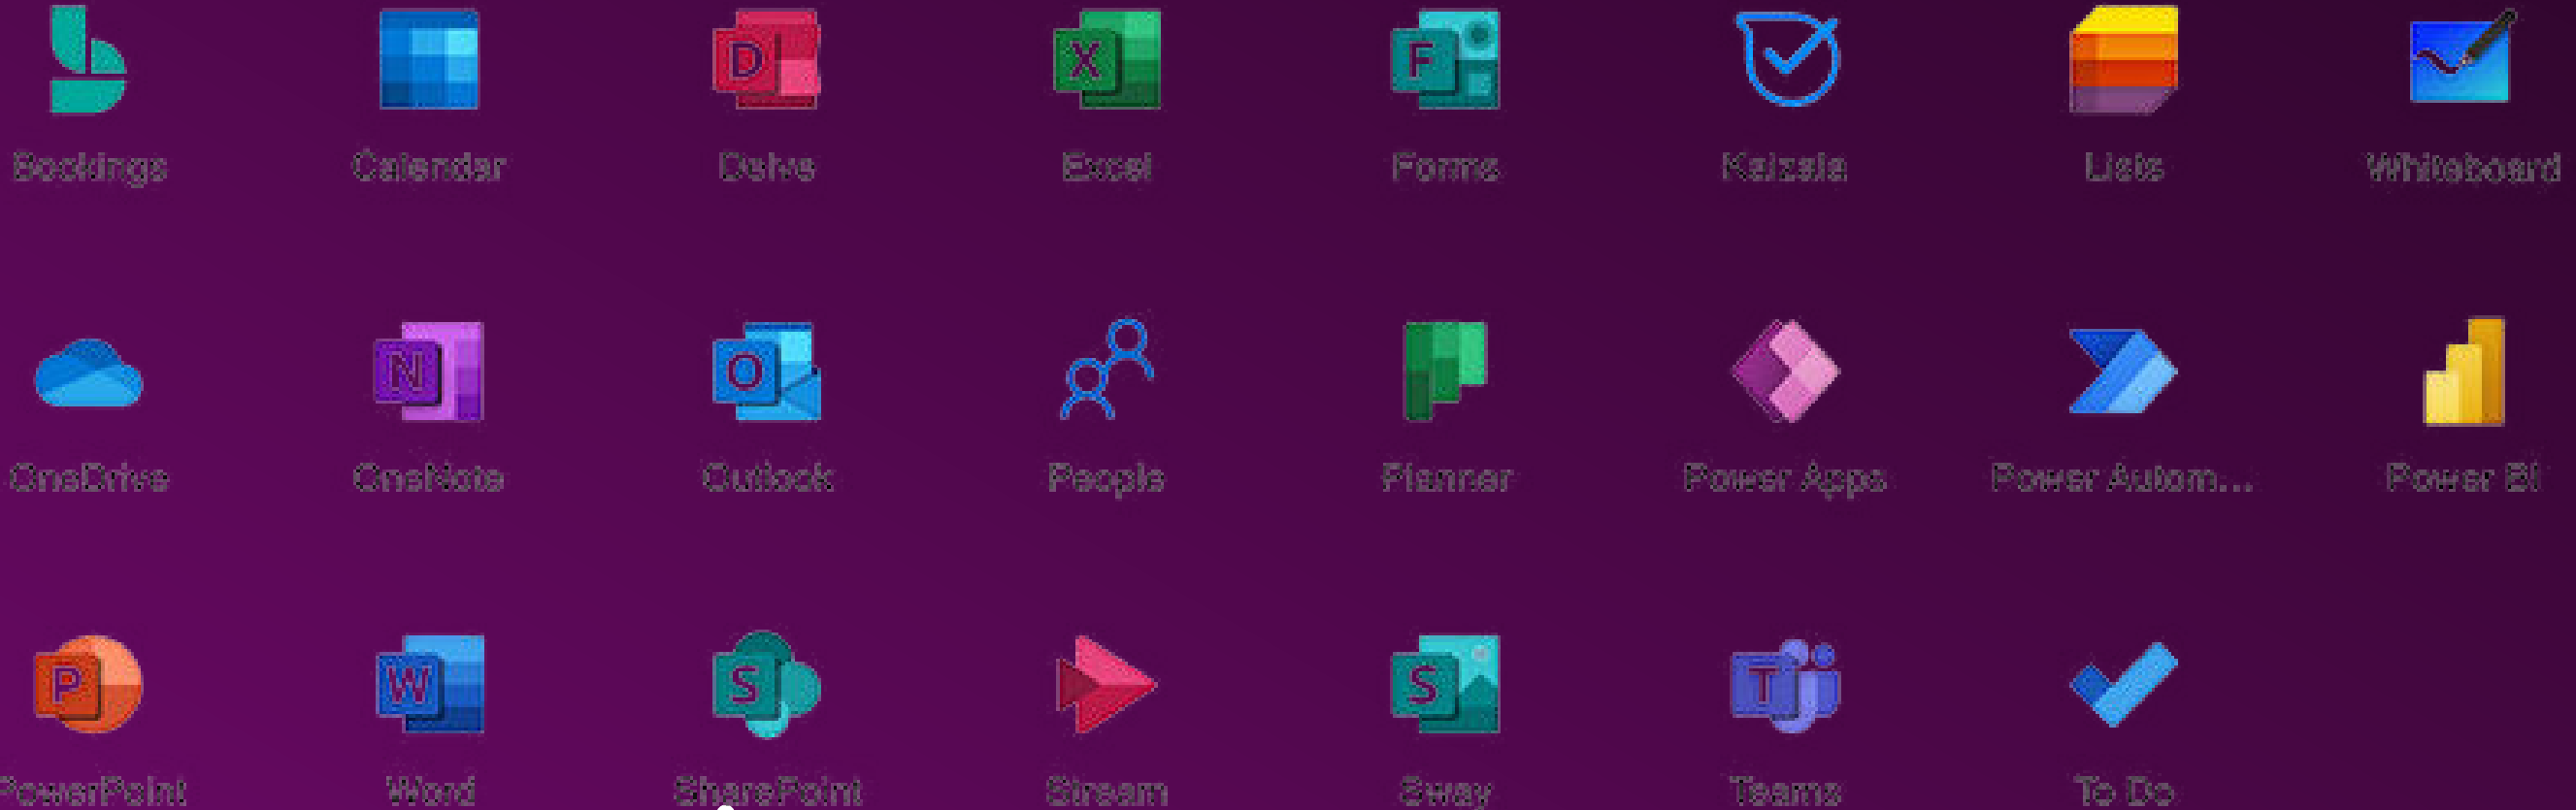 Bookings Calendar Delve Excel Forms Kaizala Lists Whiteboard
OneDrive OneNote Outlook People Planner Power Apps Power Autom... Power BI
PowerPoint Word SharePoint Stream Sway Teams To Do